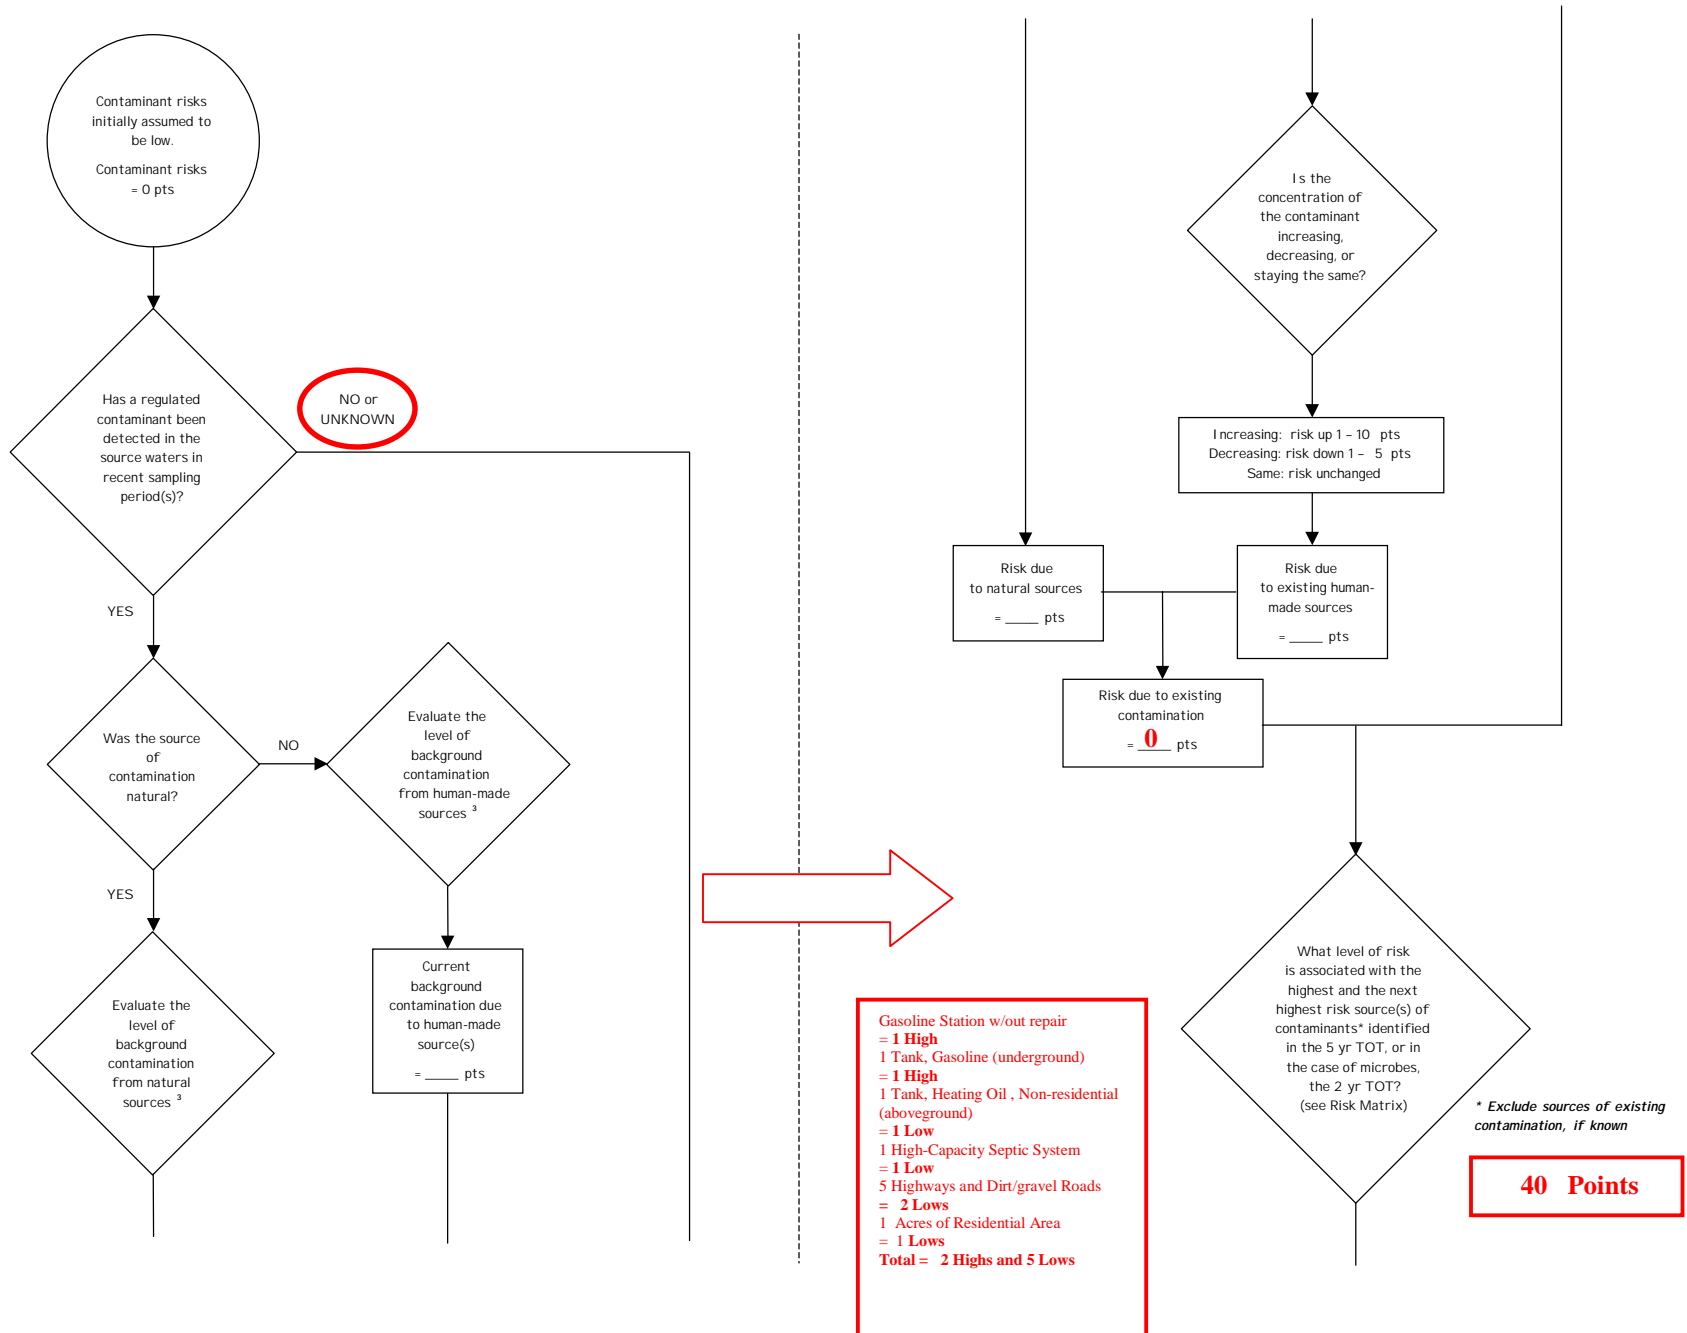 Contaminant risks
initially assumed to
be low.
Contaminant risks
= 0 pts
Has a regulated
contaminant been
detected in the
source waters in
recent sampling
period(s)?
NO or
UNKNOWN
YES
Was the source
of
contamination
natural?
NO
Evaluate the
level of
background
contamination
from human-made
sources ³
YES
Evaluate the
level of
background
contamination
from natural
sources ³
Current
background
contamination due
to human-made
source(s)
= _____ pts
Is the
concentration of
the contaminant
increasing,
decreasing, or
staying the same?
Increasing: risk up 1 – 10 pts
Decreasing: risk down 1 – 5 pts
Same: risk unchanged
Risk due
to natural sources
= _____ pts
Risk due
to existing human-
made sources
= _____ pts
Risk due to existing
contamination
= __0__ pts
What level of risk
is associated with the
highest and the next
highest risk source(s) of
contaminants* identified
in the 5 yr TOT, or in
the case of microbes,
the 2 yr TOT?
(see Risk Matrix)
* Exclude sources of existing
contamination, if known
40 Points
Gasoline Station w/out repair
= 1 High
1 Tank, Gasoline (underground)
= 1 High
1 Tank, Heating Oil , Non-residential
(aboveground)
= 1 Low
1 High-Capacity Septic System
= 1 Low
5 Highways and Dirt/gravel Roads
= 2 Lows
1 Acres of Residential Area
= 1 Lows
Total = 2 Highs and 5 Lows